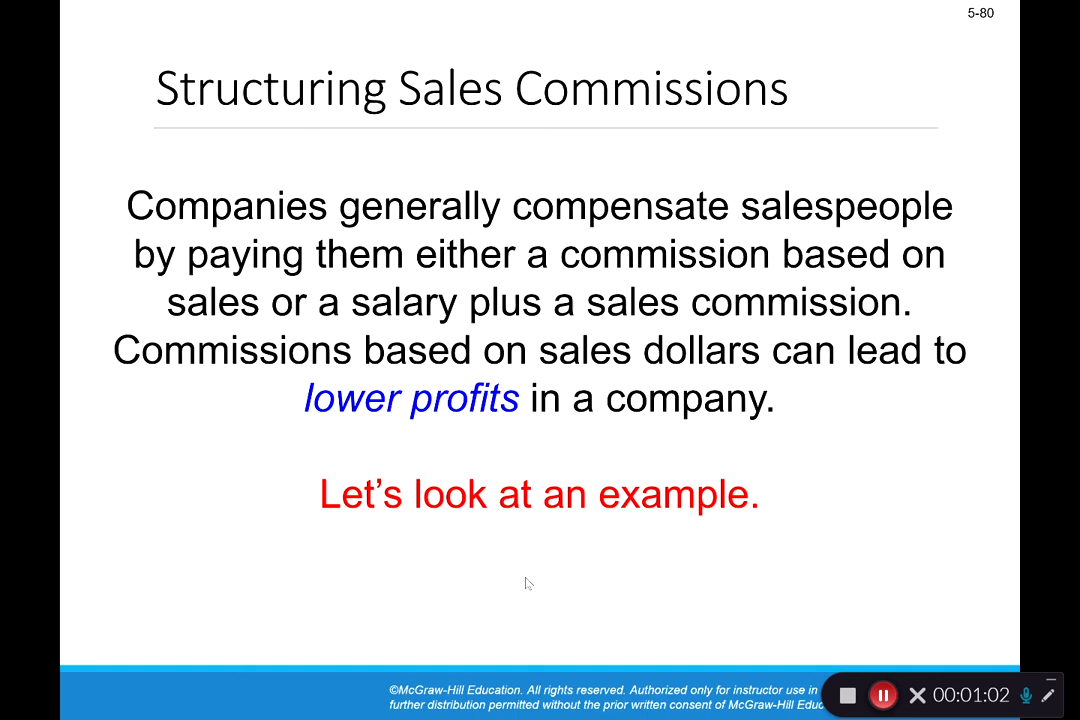 5-80
Structuring Sales Commissions
Companies generally compensate salespeople
by paying them either a commission based on
sales or a salary plus a sales commission.
Commissions based on sales dollars can lead to
lower profits in a company.
Let’s look at an example.
©McGraw-Hill Education. All rights reserved. Authorized only for instructor use in
further distribution permitted without the prior written consent of McGraw-Hill
00:01:02